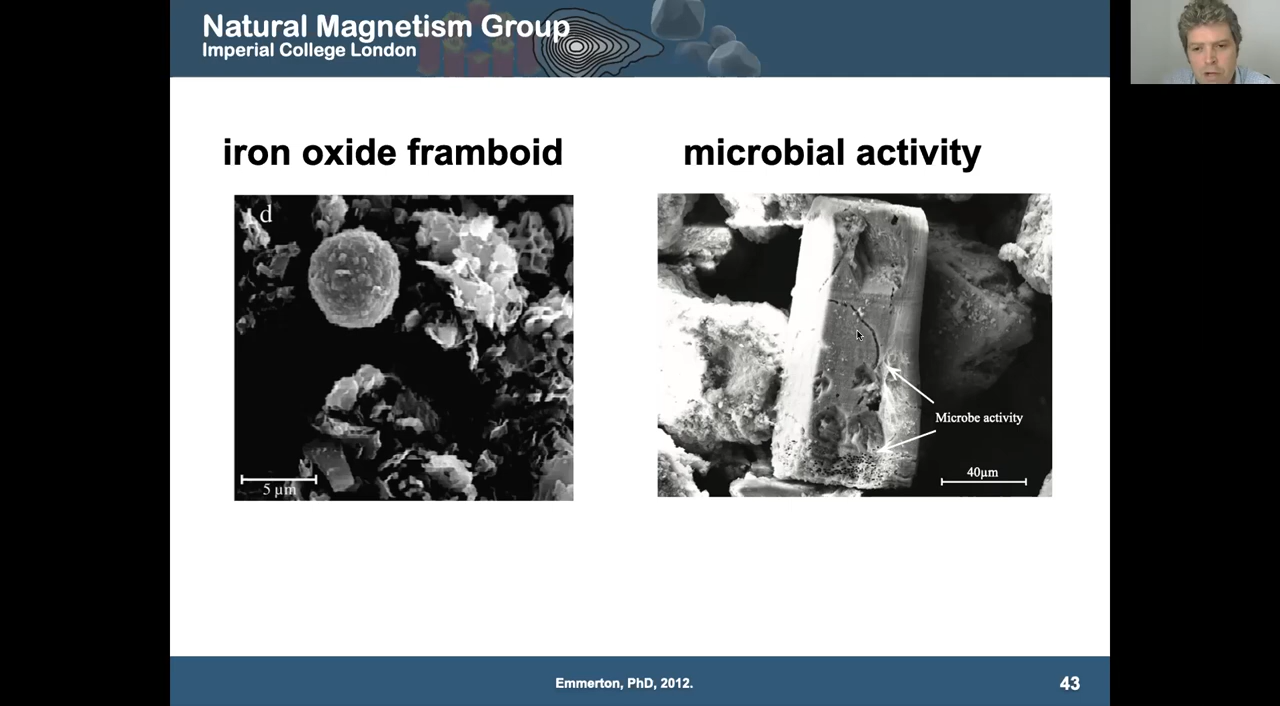 Natural Magnetism Group
Imperial College London
iron oxide framboid
microbial activity
d
5 µm
Microbe activity
40µm
Emmerton, PhD, 2012.
43